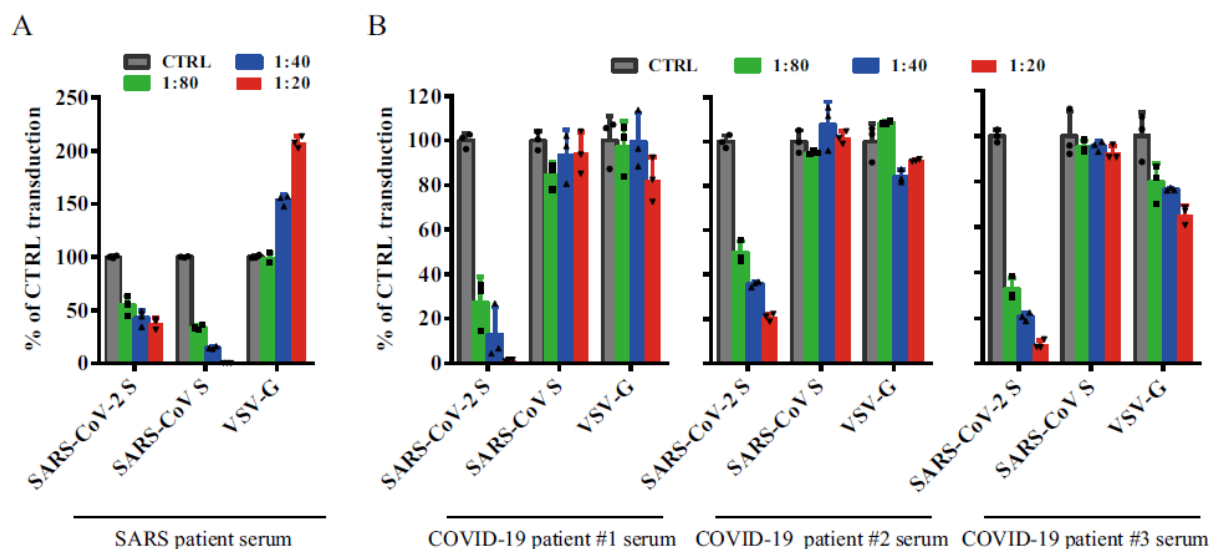 A
B
CTRL 1:40
1:80 1:20
CTRL 1:80 1:40 1:20
% of CTRL transduction
250
200
150
100
50
0
SARS-CoV-2 S
SARS-CoV S
VSV-G
SARS patient serum
% of CTRL transduction
120
100
80
60
40
20
0
SARS-CoV-2 S
SARS-CoV S
VSV-G
COVID-19 patient #1 serum
SARS-CoV-2 S
SARS-CoV S
VSV-G
COVID-19 patient #2 serum
SARS-CoV-2 S
SARS-CoV S
VSV-G
COVID-19 patient #3 serum